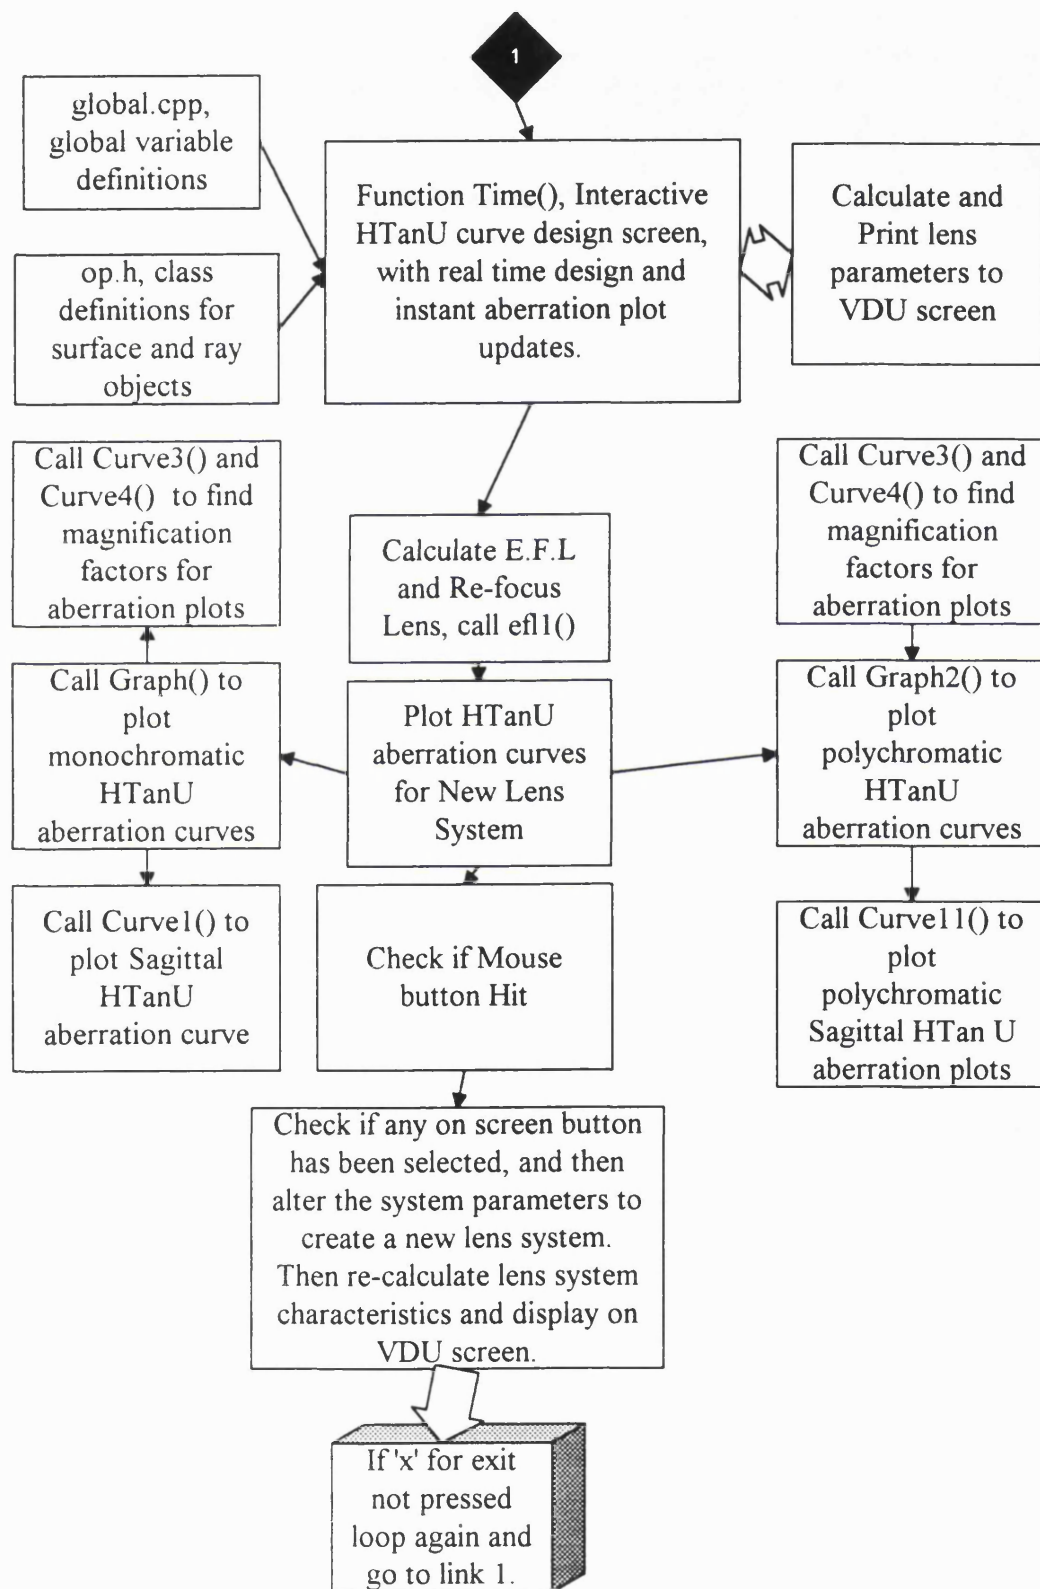 1
global.cpp,
global variable
definitions
Function Time(), Interactive
HTanU curve design screen,
with real time design and
instant aberration plot
updates.
Calculate and
Print lens
parameters to
VDU screen
op.h, class
definitions for
surface and ray
objects
Call Curve3() and
Curve4() to find
magnification
factors for
aberration plots
Calculate E.F.L
and Re-focus
Lens, call efl1()
Call Curve3() and
Curve4() to find
magnification
factors for
aberration plots
Call Graph() to
plot
monochromatic
HTanU
aberration curves
Plot HTanU
aberration curves
for New Lens
System
Call Graph2() to
plot
polychromatic
HTanU
aberration curves
Call Curve1() to
plot Sagittal
HTanU
aberration curve
Check if Mouse
button Hit
Call Curve11() to
plot
polychromatic
Sagittal HTan U
aberration plots
Check if any on screen button
has been selected, and then
alter the system parameters to
create a new lens system.
Then re-calculate lens system
characteristics and display on
VDU screen.
If 'x' for exit
not pressed
loop again and
go to link 1.